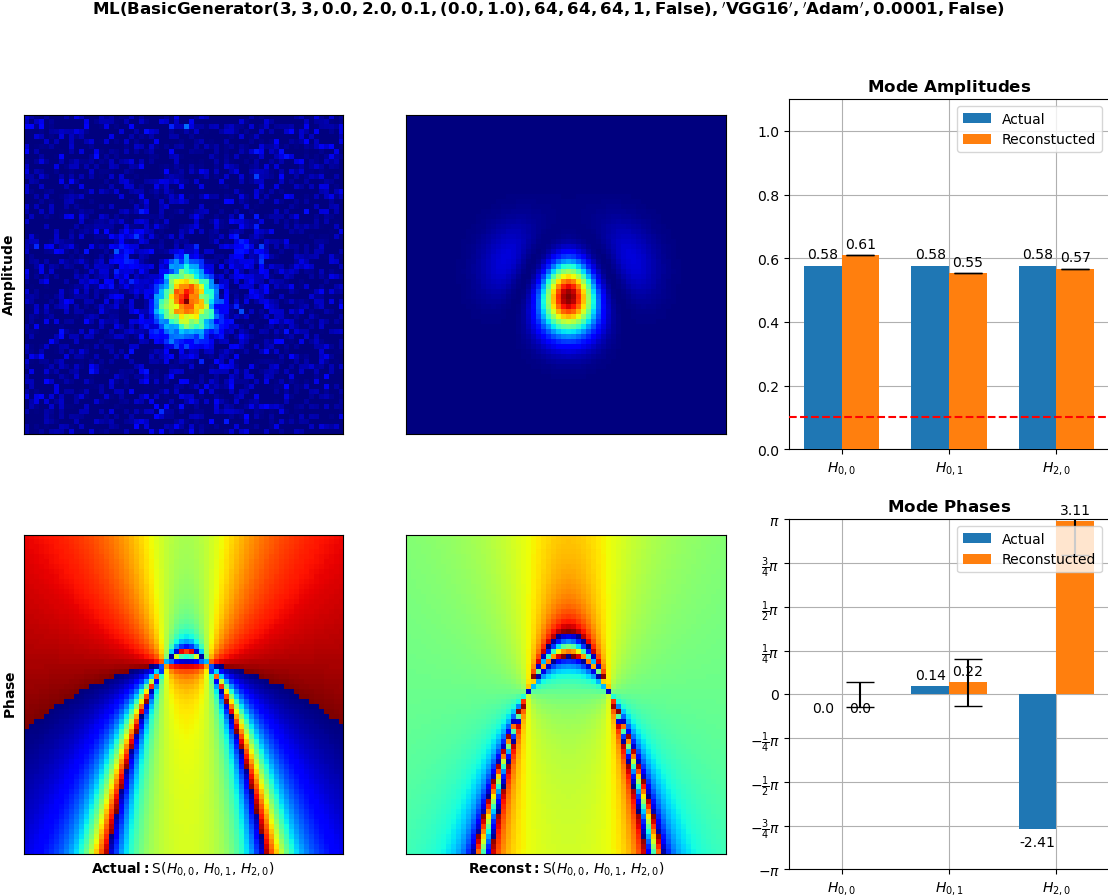 ML(BasicGenerator(3, 3, 0.0, 2.0, 0.1, (0.0, 1.0), 64, 64, 64, 1, False), ′VGG16′, ′Adam′, 0.0001, False)
Amplitude
Mode Amplitudes
Actual
Reconstucted
1.0
0.8
0.6
0.4
0.2
0.0
0.58
0.61
0.58
0.55
0.58
0.57
H0,0
H0,1
H2,0
Phase
Actual: S(H0,0, H0,1, H2,0)
Reconst: S(H0,0, H0,1, H2,0)
Mode Phases
Actual
Reconstucted
π
3/4π
1/2π
1/4π
0
−1/4π
−1/2π
−3/4π
−π
0.0
0.0
0.14
0.22
-2.41
3.11
H0,0
H0,1
H2,0